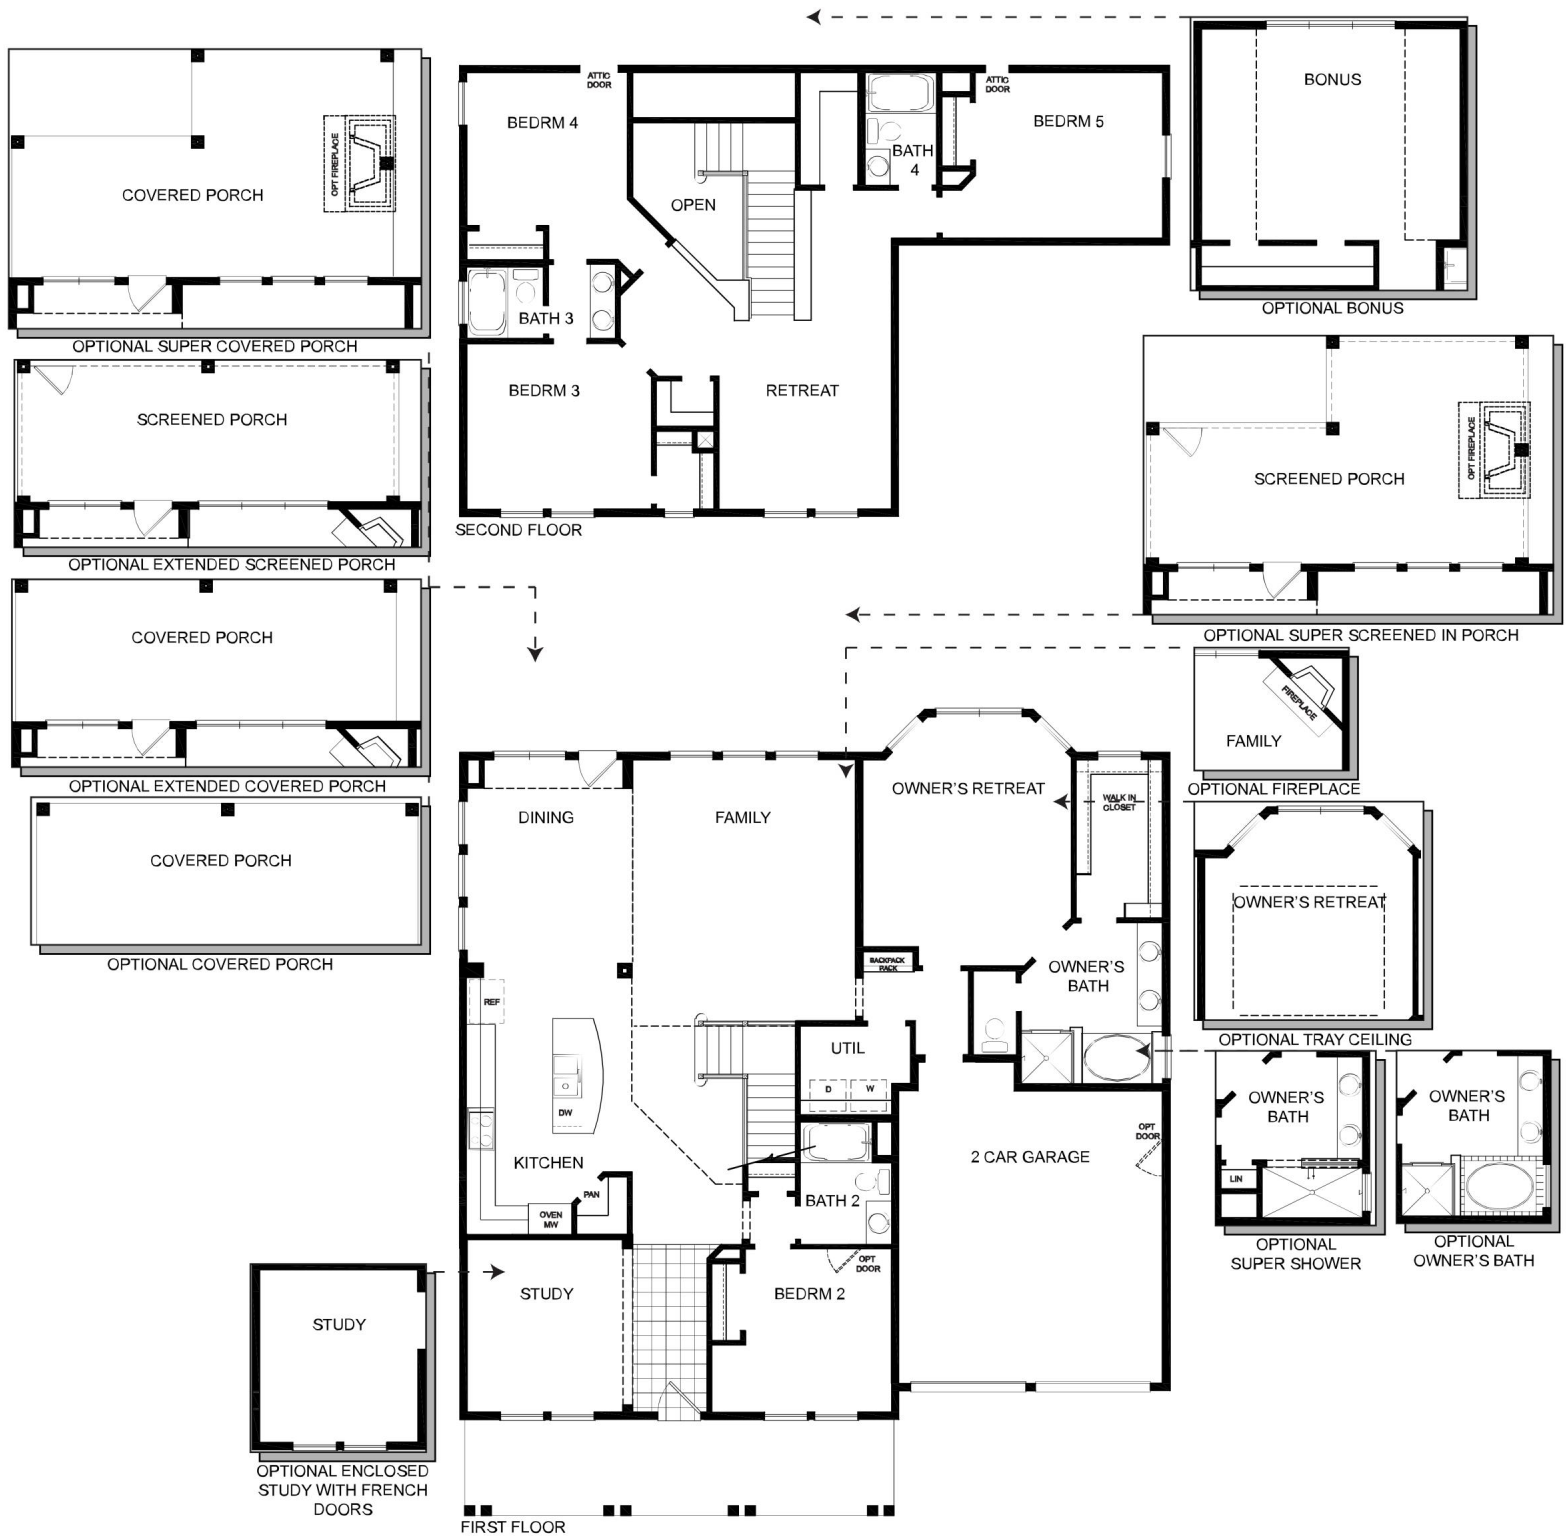 COVERED PORCH
OPT FIREPLACE
OPTIONAL SUPER COVERED PORCH
SCREENED PORCH
OPTIONAL EXTENDED SCREENED PORCH
COVERED PORCH
OPTIONAL EXTENDED COVERED PORCH
COVERED PORCH
OPTIONAL COVERED PORCH
ATTIC
DOOR
BEDRM 4
OPEN
BATH
4
ATTIC
DOOR
BEDRM 5
BATH 3
BEDRM 3
RETREAT
SECOND FLOOR
BONUS
OPTIONAL BONUS
SCREENED PORCH
OPT FIREPLACE
OPTIONAL SUPER SCREENED IN PORCH
FIREPLACE
FAMILY
OPTIONAL FIREPLACE
OWNER'S RETREAT
OPTIONAL TRAY CEILING
OWNER'S
BATH
LIN
OPTIONAL
SUPER SHOWER
OWNER'S
BATH
OPTIONAL
OWNER'S BATH
DINING
FAMILY
OWNER'S RETREAT
WALK IN
CLOSET
BACKPACK
PACK
OWNER'S
BATH
REF
UTIL
D
W
DW
KITCHEN
PAN
OVEN
MW
BATH 2
2 CAR GARAGE
OPT
DOOR
OPT
DOOR
STUDY
BEDRM 2
FIRST FLOOR
STUDY
OPTIONAL ENCLOSED
STUDY WITH FRENCH
DOORS